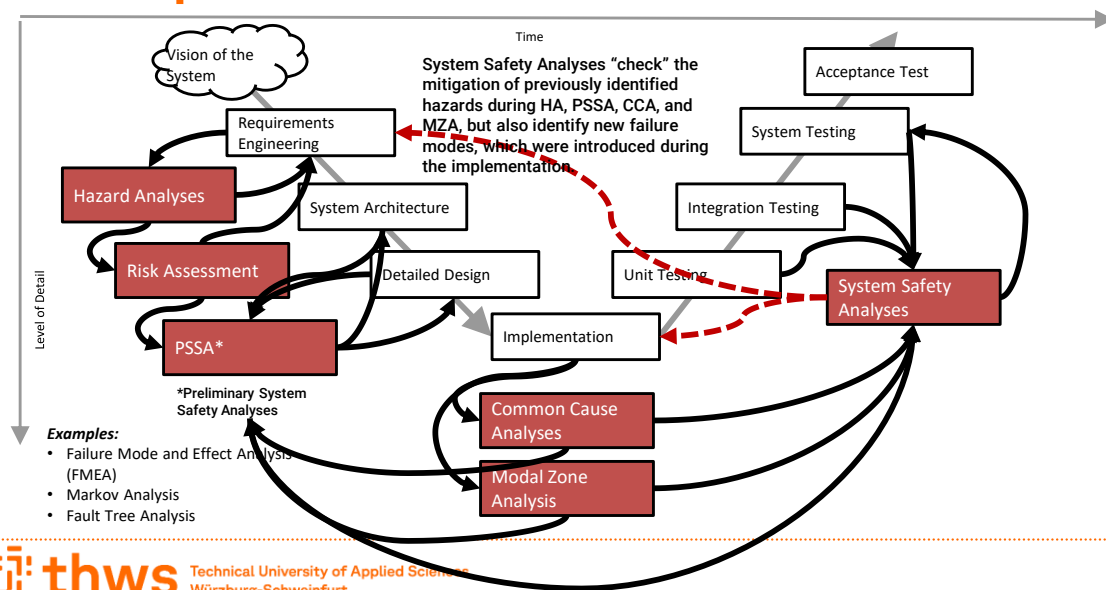 Time
Vision of the
System
System Safety Analyses “check” the
mitigation of previously identified
hazards during HA, PSSA, CCA, and
MZA, but also identify new failure
modes, which were introduced during
the implementation
Acceptance Test
System Testing
Requirements
Engineering
Hazard Analyses
System Architecture
Integration Testing
Risk Assessment
Detailed Design
Unit Testing
System Safety
Analyses
Level of Detail
PSSA*
Implementation
*Preliminary System
Safety Analyses
Common Cause
Analyses
Modal Zone
Analysis
Examples:
• Failure Mode and Effect Analysis
(FMEA)
• Markov Analysis
• Fault Tree Analysis
thws
Technical University of Applied Sciences
Würzburg-Schweinfurt